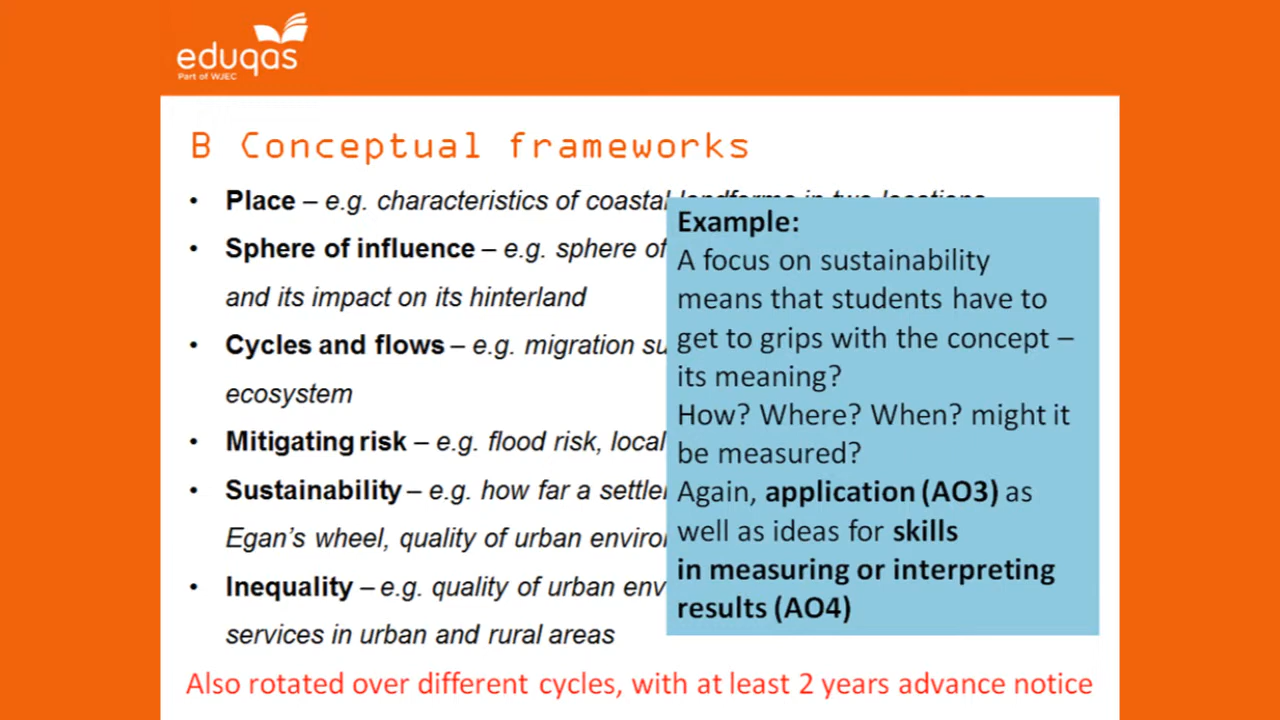 eduqas
Part of WJEC
B Conceptual frameworks
• Place – e.g. characteristics of coastal landforms in two locations
• Sphere of influence – e.g. sphere of
and its impact on its hinterland
• Cycles and flows – e.g. migration
ecosystem
• Mitigating risk – e.g. flood risk, local
• Sustainability – e.g. how far a
Egan's wheel, quality of urban
• Inequality – e.g. quality of urban
services in urban and rural areas
Example:
A focus on sustainability
means that students have to
get to grips with the concept –
its meaning?
How? Where? When? might it
be measured?
Again, application (AO3) as
well as ideas for skills
in measuring or interpreting
results (AO4)
Also rotated over different cycles, with at least 2 years advance notice